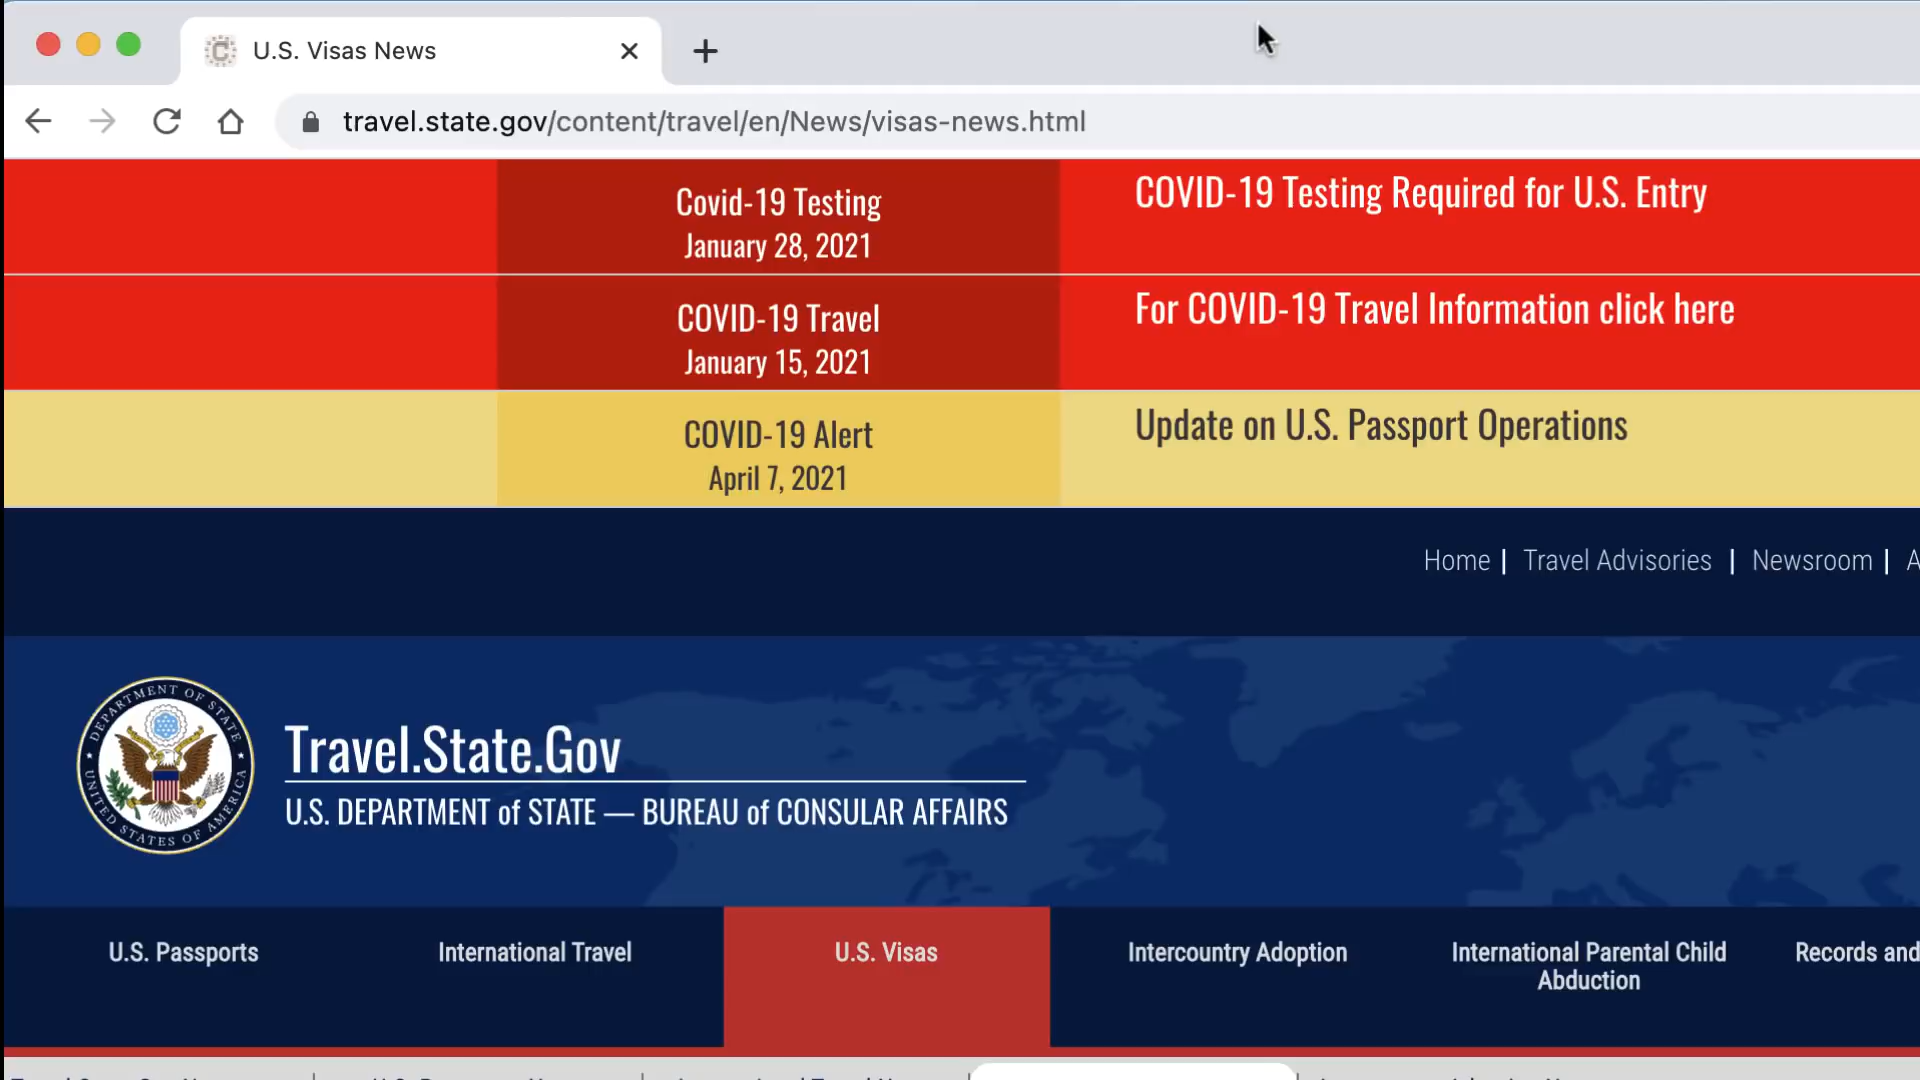 U.S. Visas News
travel.state.gov/content/travel/en/News/visas-news.html
Covid-19 Testing
January 28, 2021
COVID-19 Testing Required for U.S. Entry
COVID-19 Travel
January 15, 2021
For COVID-19 Travel Information click here
COVID-19 Alert
April 7, 2021
Update on U.S. Passport Operations
Home | Travel Advisories | Newsroom |
DEPARTMENT OF STATE
UNITED STATES OF AMERICA
Travel.State.Gov
U.S. DEPARTMENT of STATE — BUREAU of CONSULAR AFFAIRS
U.S. Passports
International Travel
U.S. Visas
Intercountry Adoption
International Parental Child
Abduction
Records and